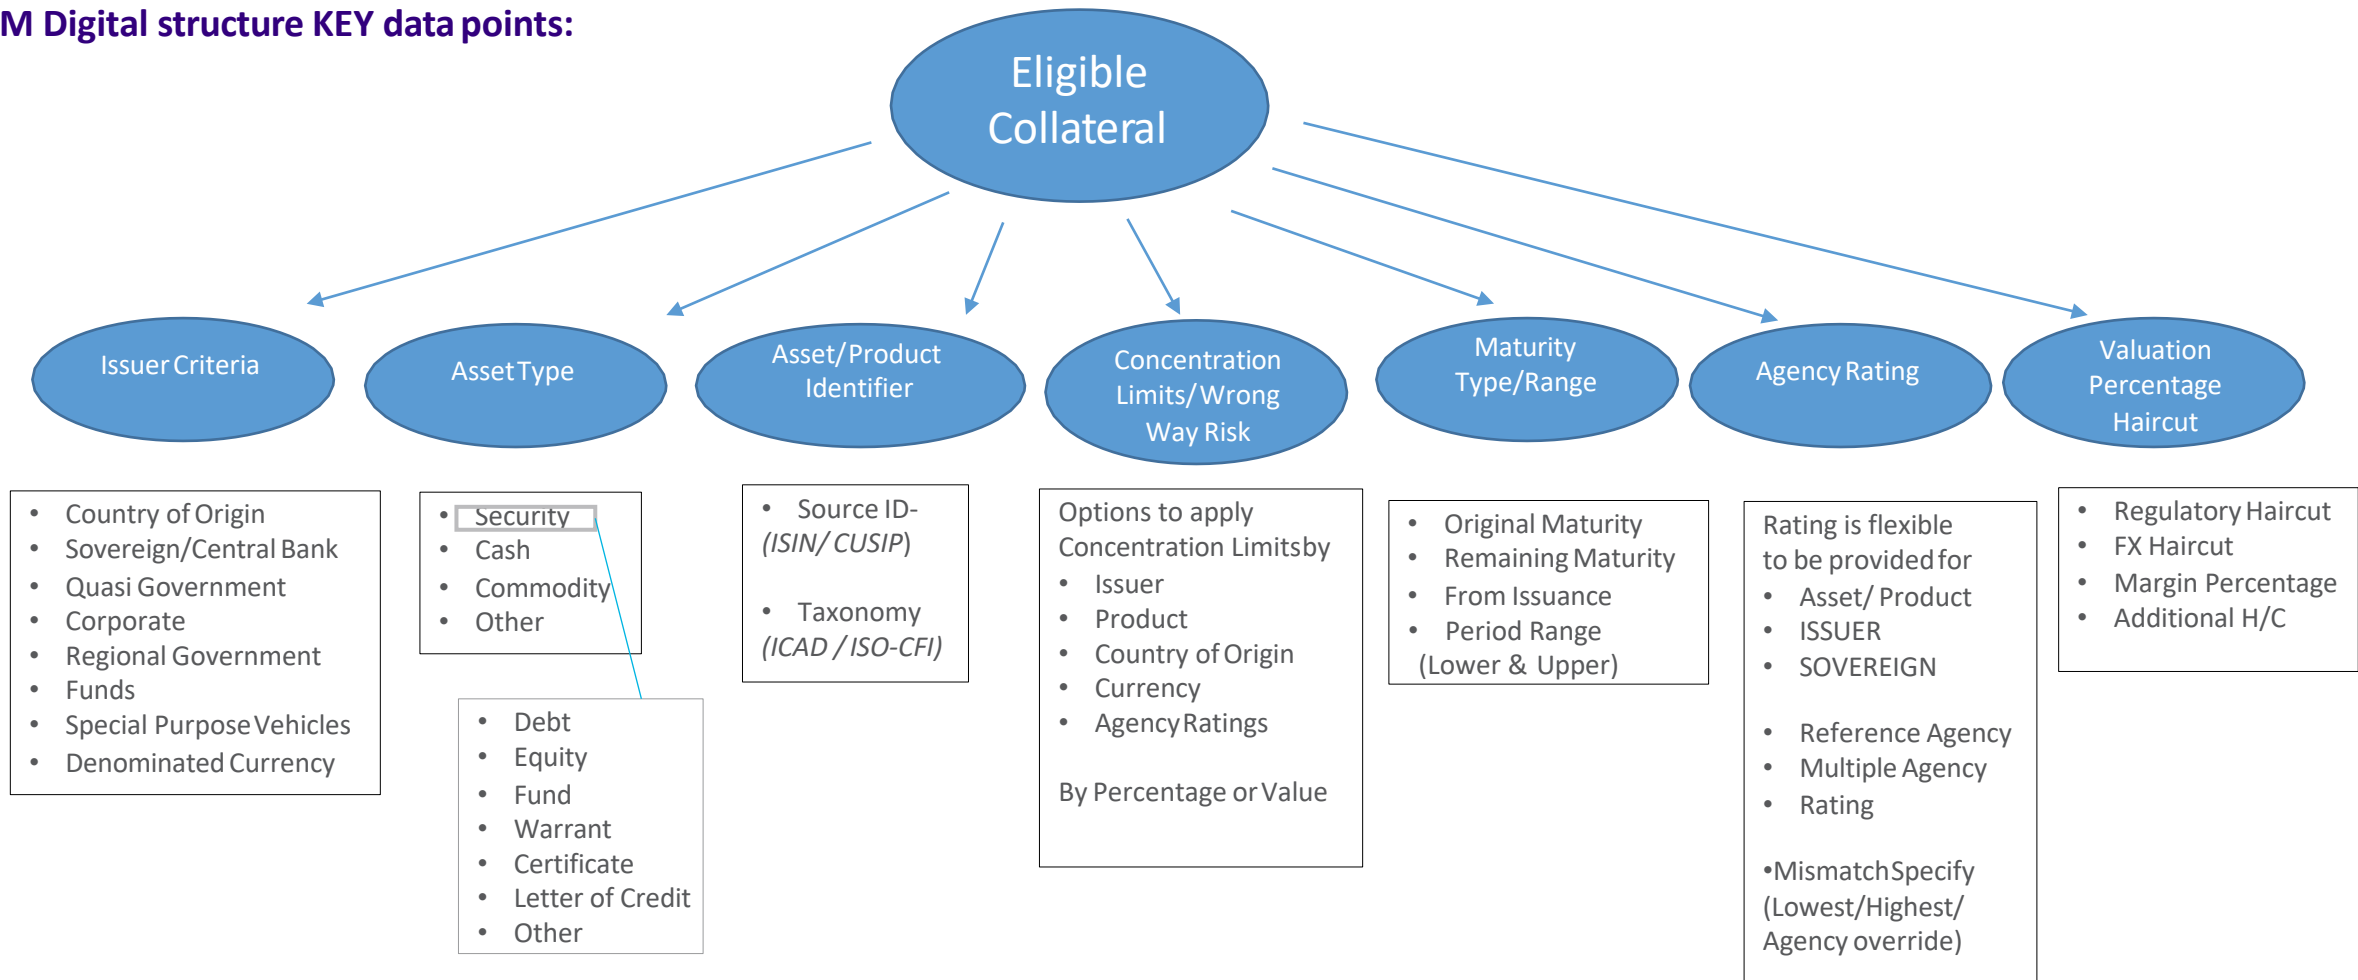 M Digital structure KEY data points:
Eligible
Collateral
Issuer Criteria
Asset Type
Asset/Product
Identifier
Concentration
Limits/Wrong
Way Risk
Maturity
Type/Range
Agency Rating
Valuation
Percentage
Haircut
• Country of Origin
• Sovereign/Central Bank
• Quasi Government
• Corporate
• Regional Government
• Funds
• Special Purpose Vehicles
• Denominated Currency
• Security
• Cash
• Commodity
• Other
• Debt
• Equity
• Fund
• Warrant
• Certificate
• Letter of Credit
• Other
• Source ID-
(ISIN/ CUSIP)
• Taxonomy
(ICAD / ISO-CFI)
Options to apply
Concentration Limitsby
• Issuer
• Product
• Country of Origin
• Currency
• Agency Ratings
By Percentage or Value
• Original Maturity
• Remaining Maturity
• From Issuance
• Period Range
(Lower & Upper)
Rating is flexible
to be provided for
• Asset/ Product
• ISSUER
• SOVEREIGN
• Reference Agency
• Multiple Agency
• Rating
•Mismatch Specify
(Lowest/Highest/
Agency override)
• Regulatory Haircut
• FX Haircut
• Margin Percentage
• Additional H/C